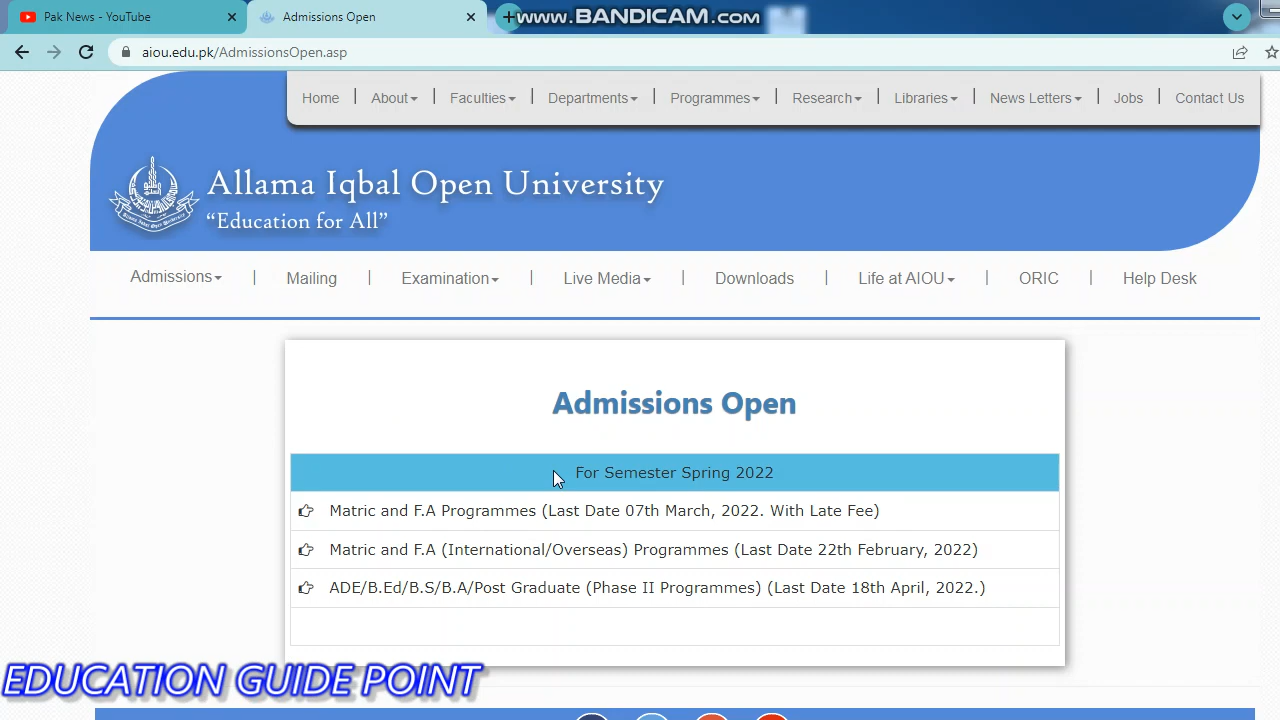 Pak News - YouTube
Admissions Open
WWW.BANDICAM.COM
aiou.edu.pk/AdmissionsOpen.asp
Home | About | Faculties | Departments | Programmes | Research | Libraries | News Letters | Jobs | Contact Us
Allama Iqbal Open University
“Education for All”
Admissions | Mailing | Examination | Live Media | Downloads | Life at AIOU | ORIC | Help Desk
Admissions Open
For Semester Spring 2022
Matric and F.A Programmes (Last Date 07th March, 2022. With Late Fee)
Matric and F.A (International/Overseas) Programmes (Last Date 22th February, 2022)
ADE/B.Ed/B.S/B.A/Post Graduate (Phase II Programmes) (Last Date 18th April, 2022.)
EDUCATION GUIDE POINT